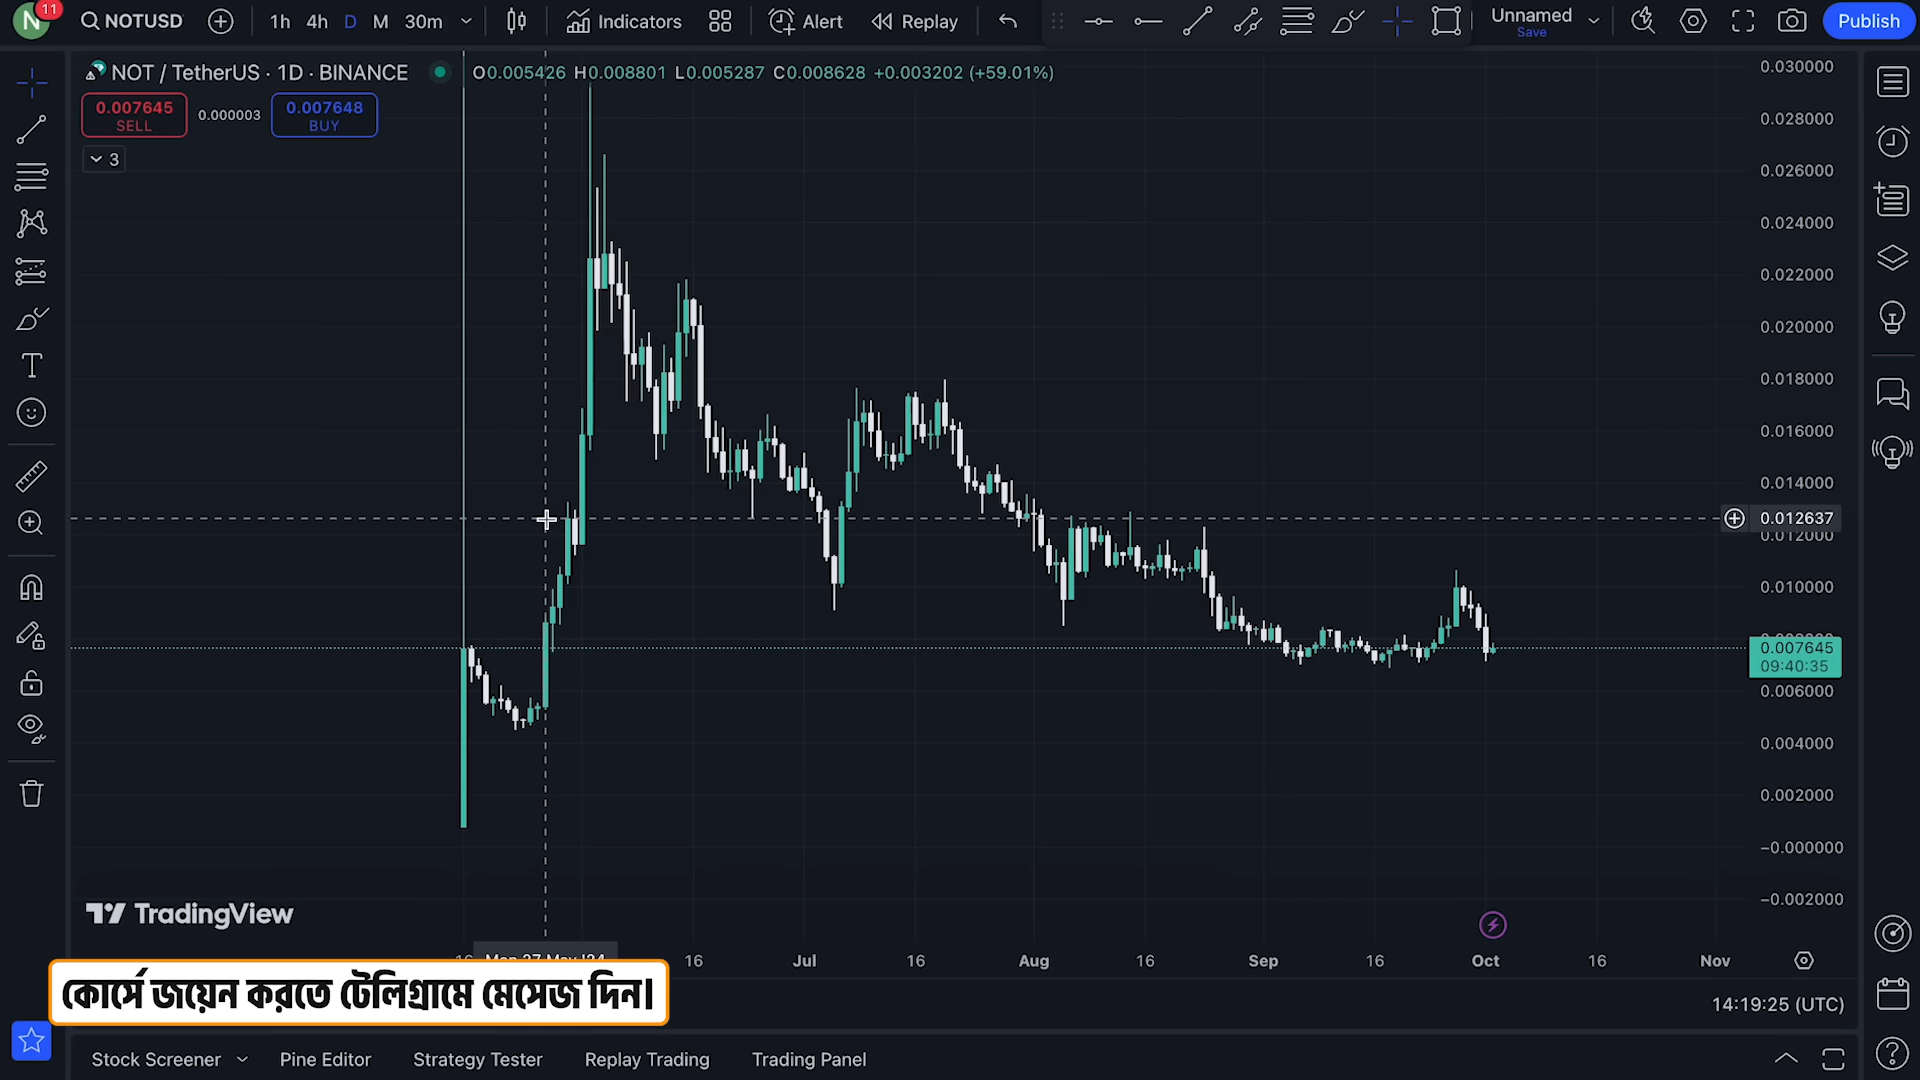 N 11 NOTUSD 1h 4h D M 30m Indicators Alert Replay Unnamed Save Publish
NOT / TetherUS · 1D · BINANCE O0.005426 H0.008801 L0.005287 C0.008628 +0.003202 (+59.01%)
0.007645 SELL 0.000003 0.007648 BUY
3
0.030000
0.028000
0.026000
0.024000
0.022000
0.020000
0.018000
0.016000
0.014000
0.012637
0.012000
0.010000
0.007645
09:40:35
0.006000
0.004000
0.002000
−0.000000
−0.002000
TradingView
16 Jul 16 Aug 16 Sep 16 Oct 16 Nov
কোর্সে জয়েন করতে টেলিগ্রামে মেসেজ দিন।
14:19:25 (UTC)
Stock Screener Pine Editor Strategy Tester Replay Trading Trading Panel